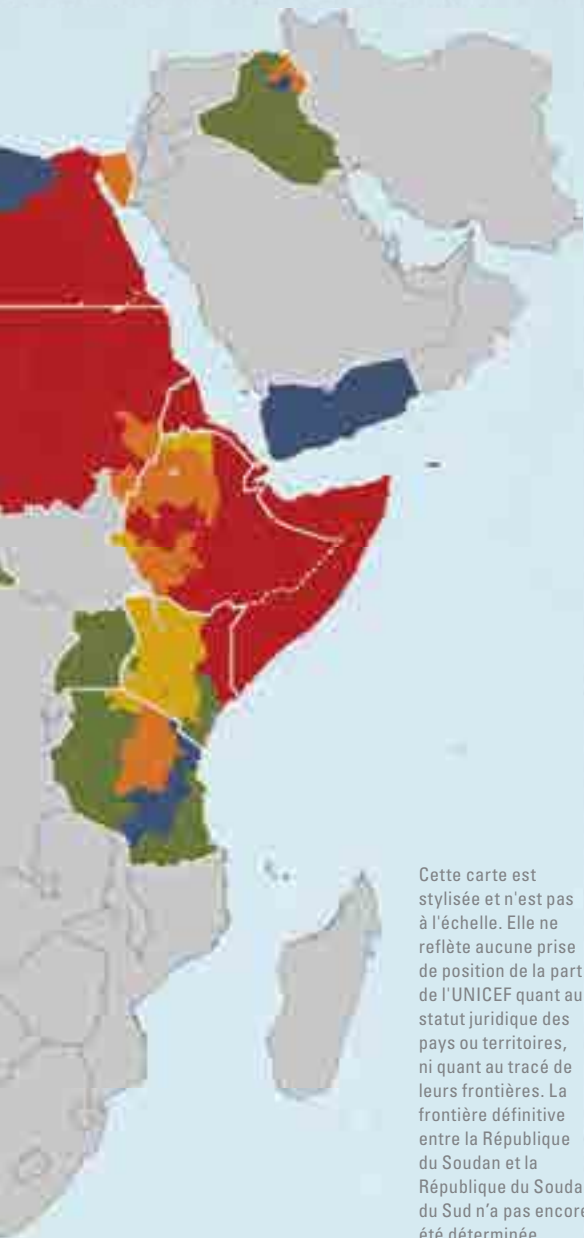 Cette carte est
stylisée et n'est pas
à l'échelle. Elle ne
reflète aucune prise
de position de la part
de l'UNICEF quant au
statut juridique des
pays ou territoires,
ni quant au tracé de
leurs frontières. La
frontière définitive
entre la République
du Soudan et la
République du Souda
du Sud n'a pas encore
été déterminée